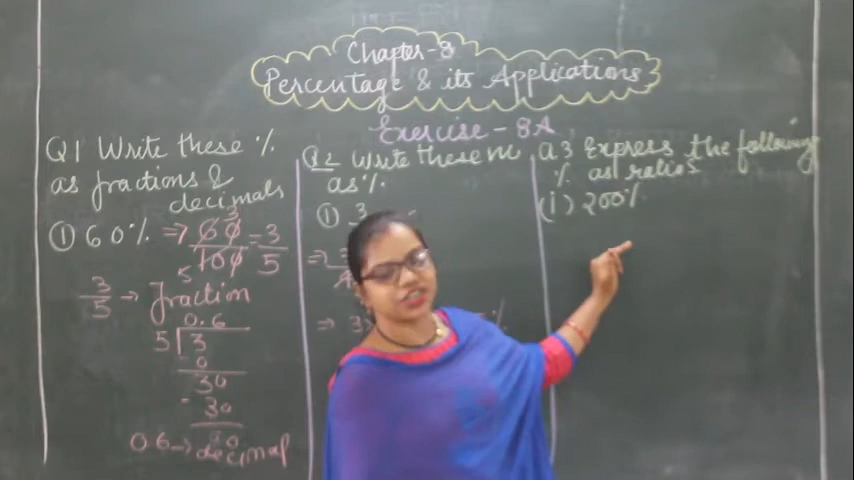 Chapter-8
Percentage & its Applications
Exercise - 8A
Q1 Write these %
as fractions &
decimals
① 60% ⇒ 60/100 = 3/5
3/5 → fraction
0.6
5 3
0
30
- 30
0.6 → decimal
Q2 Write these
as %.
① 3
⇒
⇒ 3
Q3 Express the following
% as ratios
(i) 200%